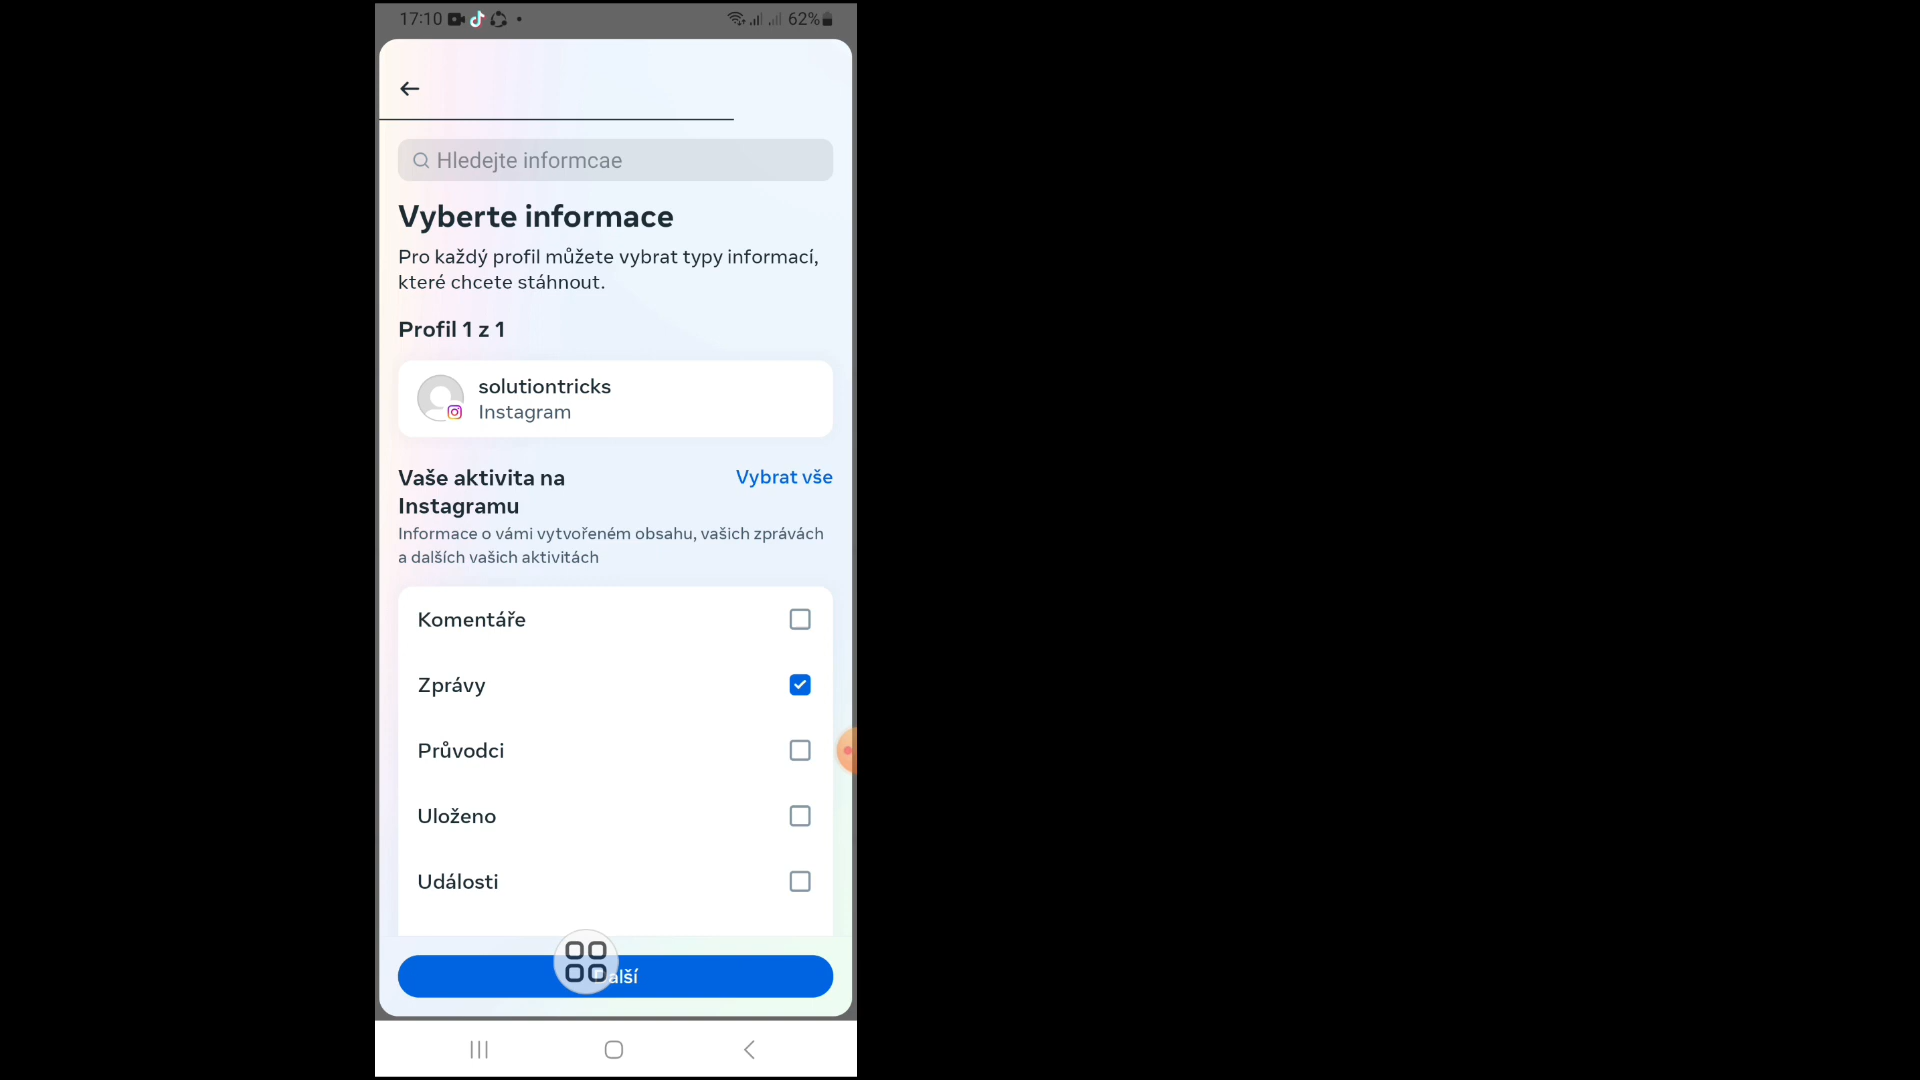 17:10
62%
Hledejte informcae
Vyberte informace
Pro každý profil můžete vybrat typy informací,
které chcete stáhnout.
Profil 1 z 1
solutiontricks
Instagram
Vaše aktivita na
Instagramu
Vybrat vše
Informace o vámi vytvořeném obsahu, vašich zprávách
a dalších vašich aktivitách
Komentáře
Zprávy
Průvodci
Uloženo
Události
Další